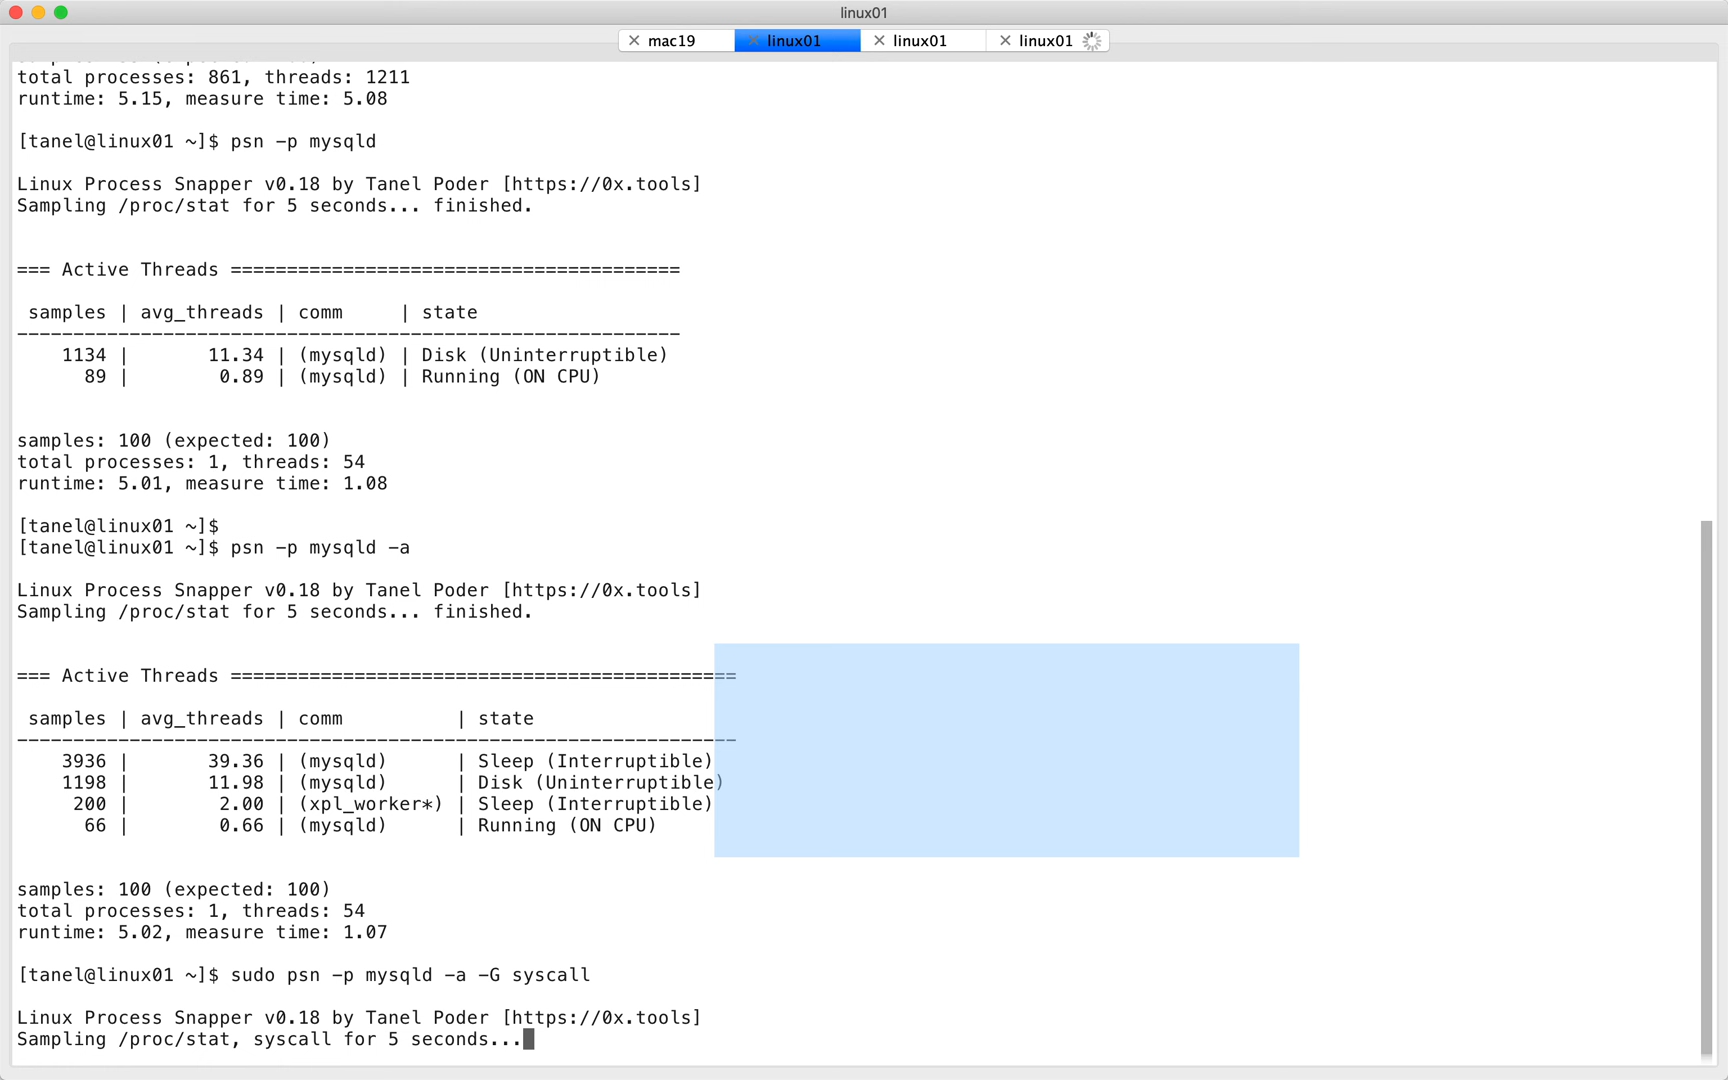 linux01
mac19
linux01
linux01
linux01
total processes: 861, threads: 1211
runtime: 5.15, measure time: 5.08
[tanel@linux01 ~]$ psn -p mysqld
Linux Process Snapper v0.18 by Tanel Poder [https://0x.tools]
Sampling /proc/stat for 5 seconds... finished.
=== Active Threads ========================================
samples | avg_threads | comm | state
-----------------------------------------------------------
1134 | 11.34 | (mysqld) | Disk (Uninterruptible)
89 | 0.89 | (mysqld) | Running (ON CPU)
samples: 100 (expected: 100)
total processes: 1, threads: 54
runtime: 5.01, measure time: 1.08
[tanel@linux01 ~]$
[tanel@linux01 ~]$ psn -p mysqld -a
Linux Process Snapper v0.18 by Tanel Poder [https://0x.tools]
Sampling /proc/stat for 5 seconds... finished.
=== Active Threads =============================================
samples | avg_threads | comm | state
----------------------------------------------------------------
3936 | 39.36 | (mysqld) | Sleep (Interruptible)
1198 | 11.98 | (mysqld) | Disk (Uninterruptible)
200 | 2.00 | (xpl_worker*) | Sleep (Interruptible)
66 | 0.66 | (mysqld) | Running (ON CPU)
samples: 100 (expected: 100)
total processes: 1, threads: 54
runtime: 5.02, measure time: 1.07
[tanel@linux01 ~]$ sudo psn -p mysqld -a -G syscall
Linux Process Snapper v0.18 by Tanel Poder [https://0x.tools]
Sampling /proc/stat, syscall for 5 seconds...